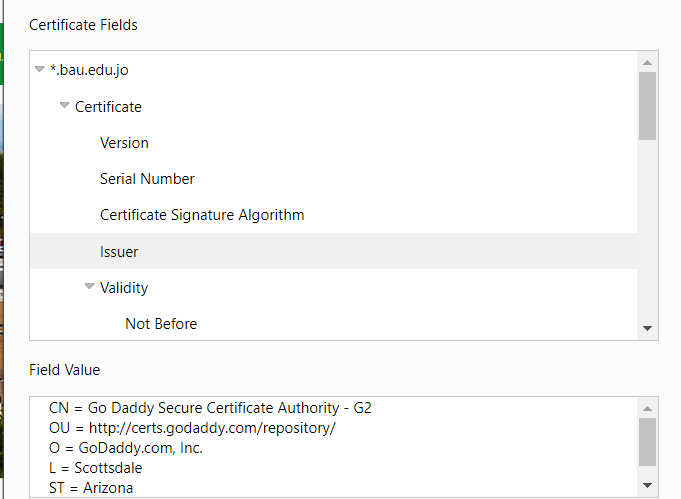 Certificate Fields
*.bau.edu.jo
Certificate
Version
Serial Number
Certificate Signature Algorithm
Issuer
Validity
Not Before
Field Value
CN = Go Daddy Secure Certificate Authority - G2
OU = http://certs.godaddy.com/repository/
O = GoDaddy.com, Inc.
L = Scottsdale
ST = Arizona